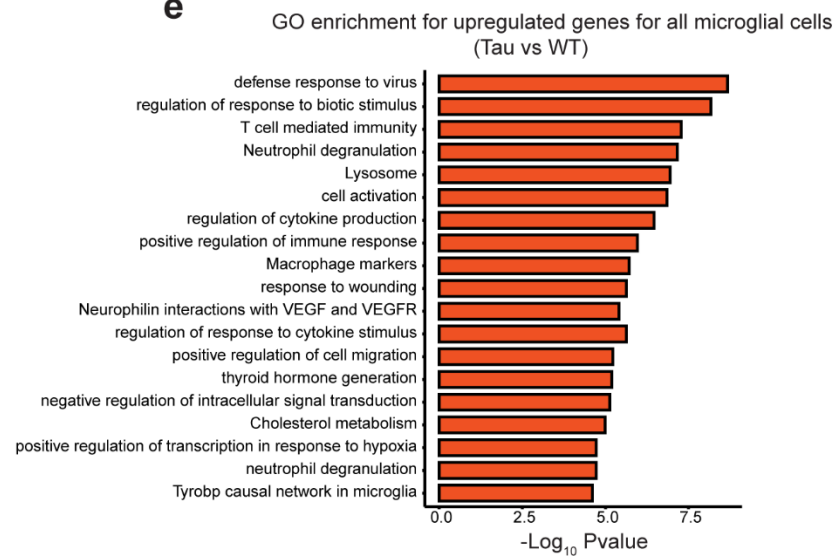 e
GO enrichment for upregulated genes for all microglial cells
(Tau vs WT)
defense response to virus
regulation of response to biotic stimulus
T cell mediated immunity
Neutrophil degranulation
Lysosome
cell activation
regulation of cytokine production
positive regulation of immune response
Macrophage markers
response to wounding
Neurophilin interactions with VEGF and VEGFR
regulation of response to cytokine stimulus
positive regulation of cell migration
thyroid hormone generation
negative regulation of intracellular signal transduction
Cholesterol metabolism
positive regulation of transcription in response to hypoxia
neutrophil degranulation
Tyrobp causal network in microglia
0.0 2.5 5.0 7.5
-Log₁₀ Pvalue